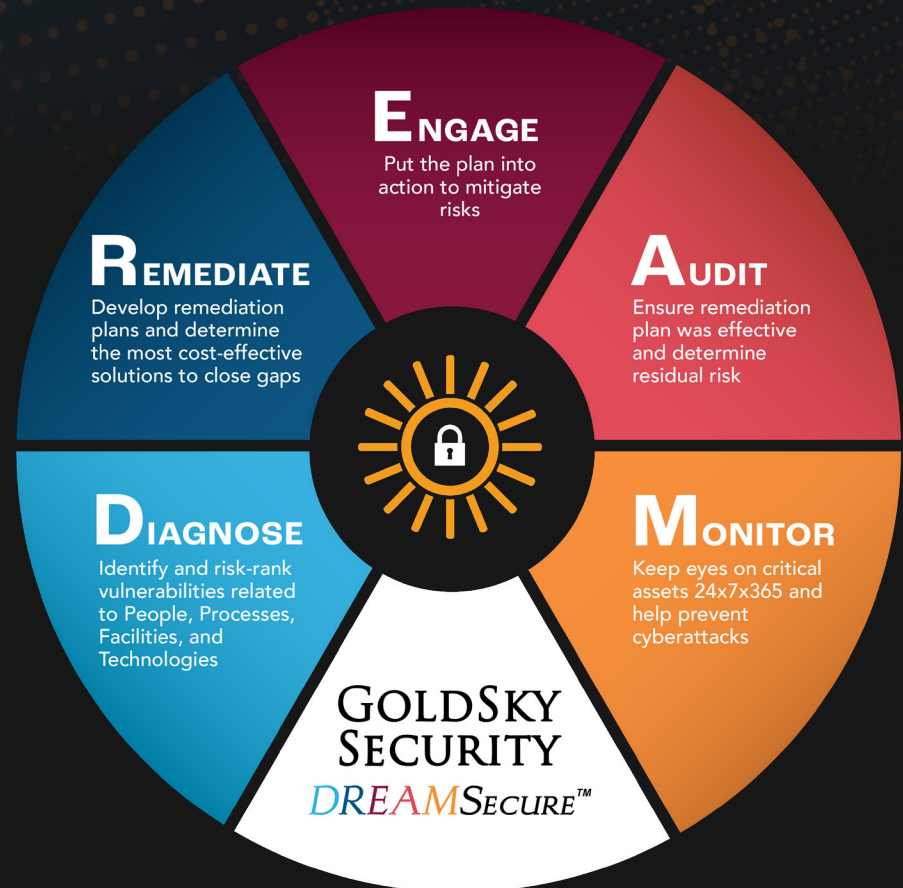 ENGAGE
Put the plan into
action to mitigate
risks
REMEDIATE
Develop remediation
plans and determine
the most cost-effective
solutions to close gaps
AUDIT
Ensure remediation
plan was effective
and determine
residual risk
DIAGNOSE
Identify and risk-rank
vulnerabilities related
to People, Processes,
Facilities, and
Technologies
MONITOR
Keep eyes on critical
assets 24x7x365 and
help prevent
cyberattacks
GOLDSKY
SECURITY
DREAMSECURE™